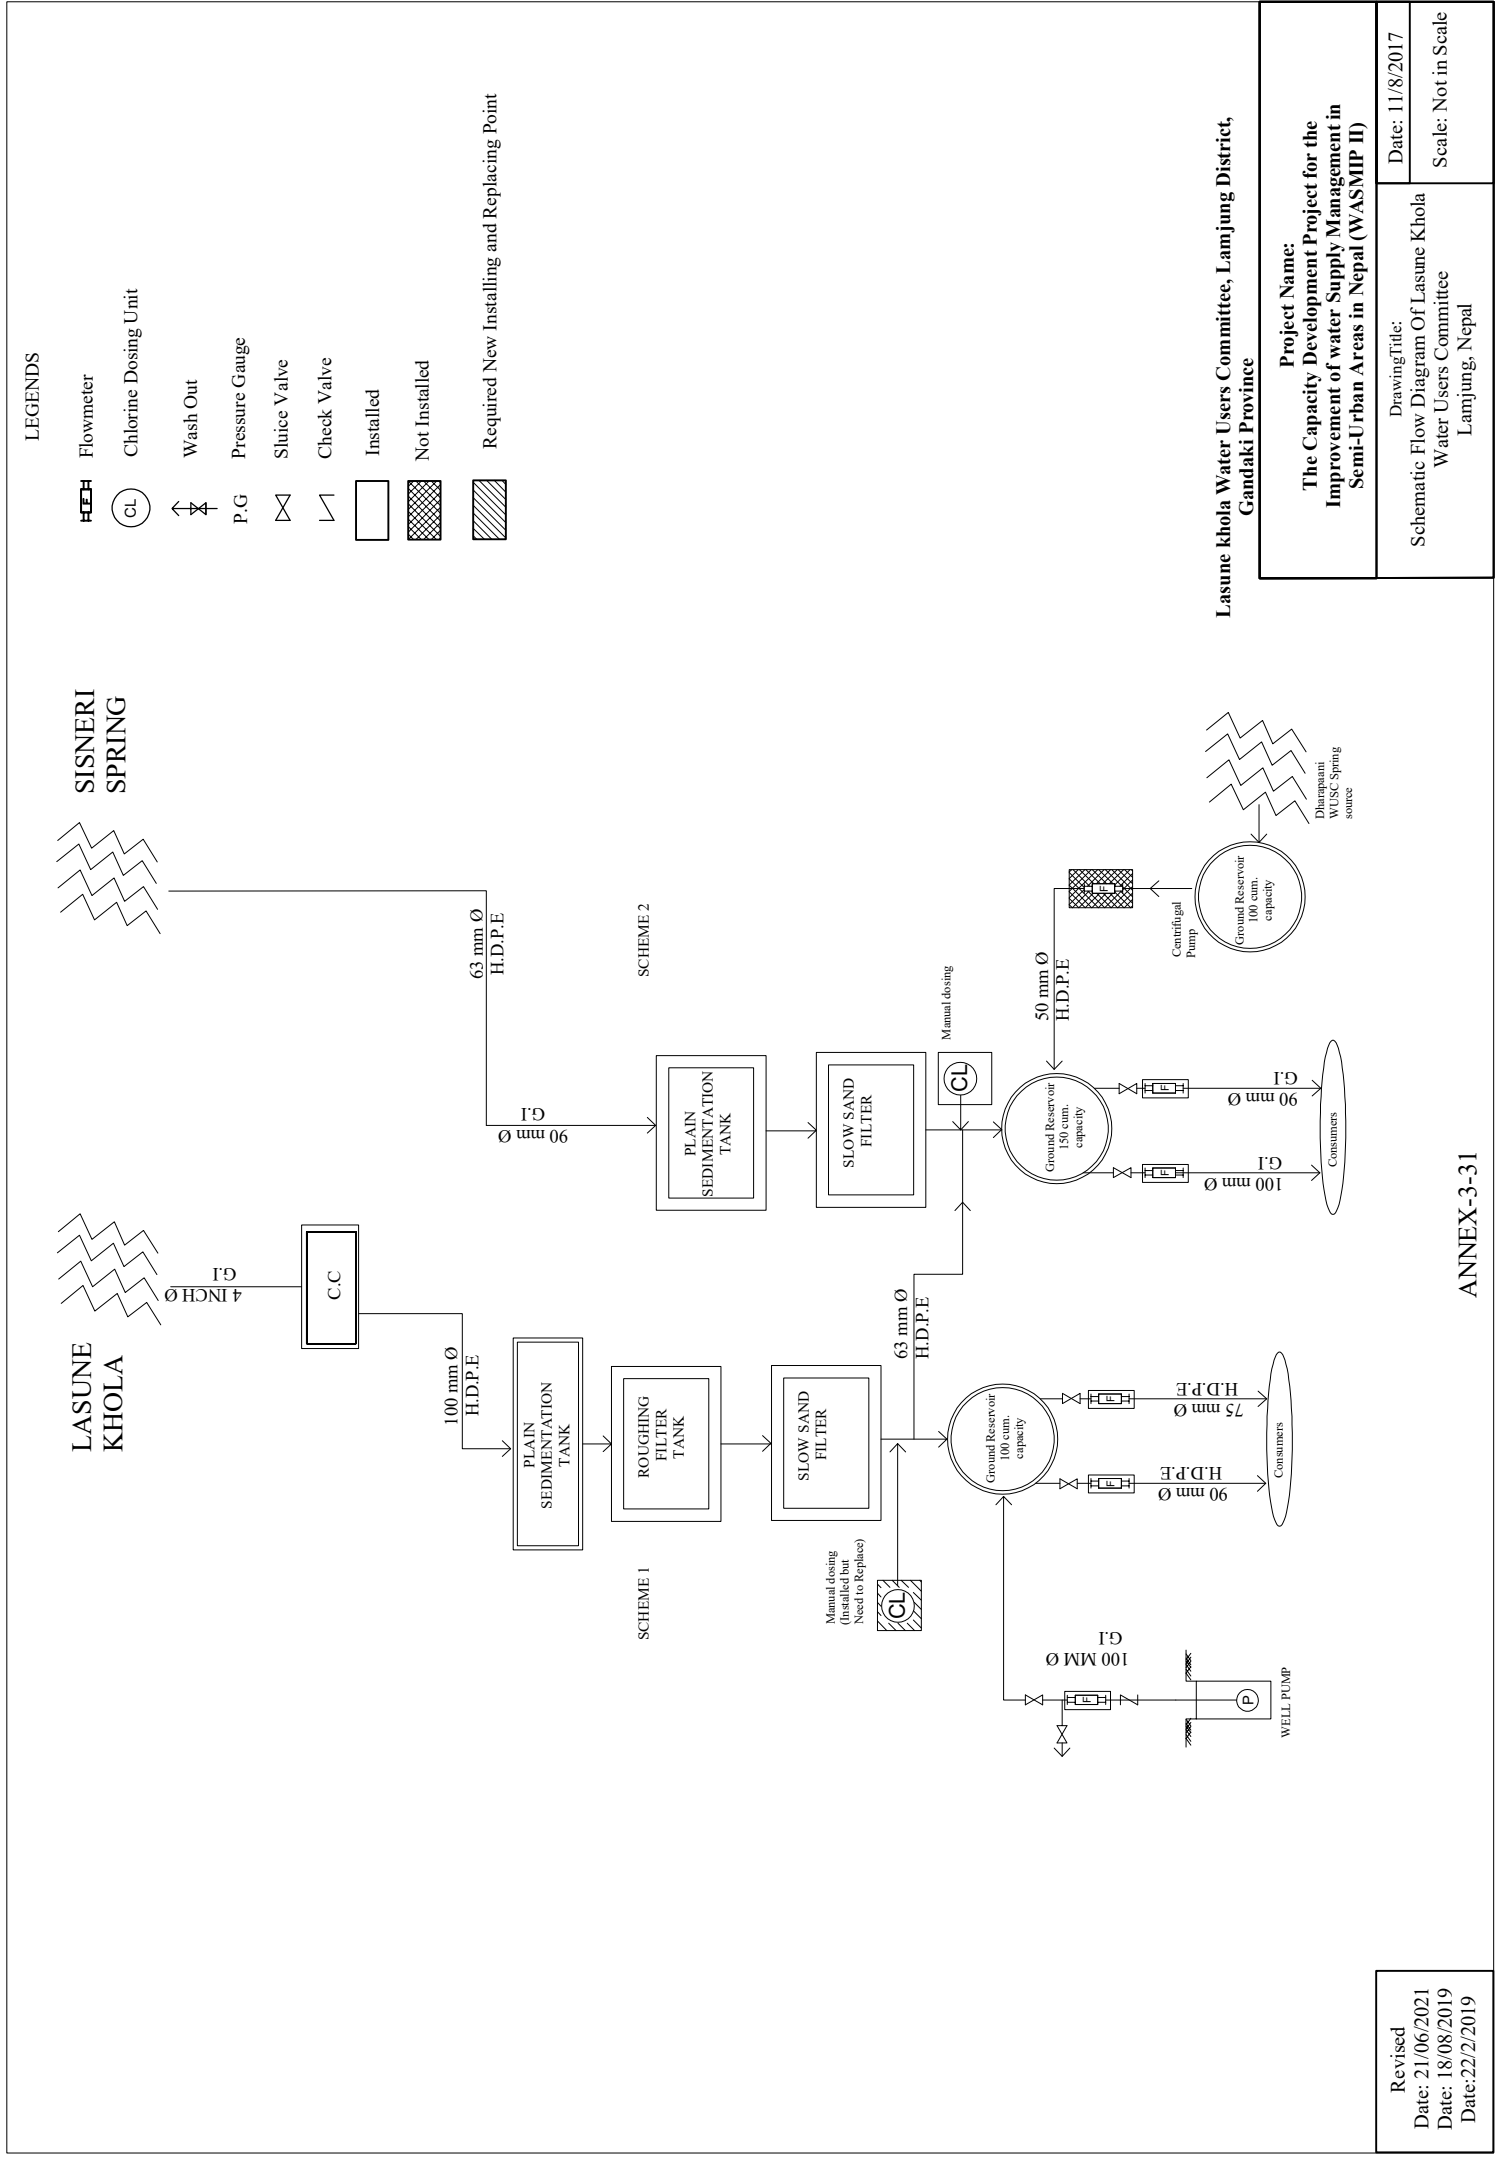 LEGENDS
F
Flowmeter
CL
Chlorine Dosing Unit
Wash Out
P.G
Pressure Gauge
Sluice Valve
Check Valve
Installed
Not Installed
Required New Installing and Replacing Point
LASUNE
KHOLA
4 INCH Ø
G.I
C.C
100 mm Ø
H.D.P.E
PLAIN
SEDIMENTATION
TANK
ROUGHING
FILTER
TANK
SCHEME 1
SLOW SAND
FILTER
Manual dosing
(Installed but
Need to Replace)
CL
63 mm Ø
H.D.P.E
Ground Reservoir
100 cum.
capacity
F
F
90 mm Ø
H.D.P.E
75 mm Ø
H.D.P.E
Consumers
100 MM Ø
G.I
F
P
WELL PUMP
SISNERI
SPRING
63 mm Ø
H.D.P.E
90 mm Ø
G.I
SCHEME 2
PLAIN
SEDIMENTATION
TANK
SLOW SAND
FILTER
Manual dosing
CL
Ground Reservoir
150 cum.
capacity
50 mm Ø
H.D.P.E
F
Centrifugal
Pump
Ground Reservoir
100 cum.
capacity
Dharapaani
WUSC Spring
source
F
F
100 mm Ø
G.I
90 mm Ø
G.I
Consumers
Lasune khola Water Users Committee, Lamjung District,
Gandaki Province
Project Name:
The Capacity Development Project for the
Improvement of water Supply Management in
Semi-Urban Areas in Nepal (WASMIP II)
DrawingTitle:
Schematic Flow Diagram Of Lasune Khola
Water Users Committee
Lamjung, Nepal
Date: 11/8/2017
Scale: Not in Scale
Revised
Date: 21/06/2021
Date: 18/08/2019
Date:22/2/2019
ANNEX-3-31